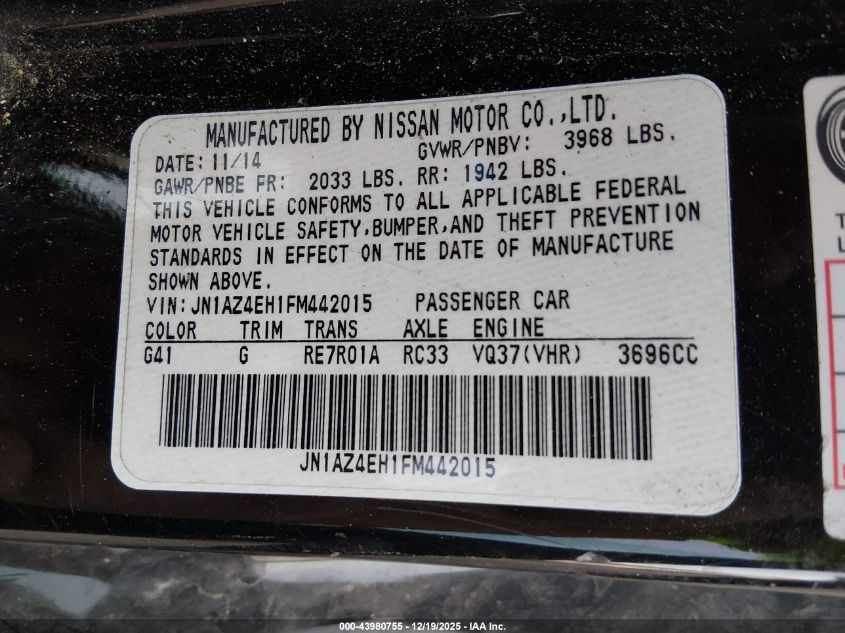 MANUFACTURED BY NISSAN MOTOR CO.,LTD.
DATE: 11/14 GVWR/PNBV: 3968 LBS.
GAWR/PNBE FR: 2033 LBS. RR: 1942 LBS.
THIS VEHICLE CONFORMS TO ALL APPLICABLE FEDERAL
MOTOR VEHICLE SAFETY,BUMPER,AND THEFT PREVENTION
STANDARDS IN EFFECT ON THE DATE OF MANUFACTURE
SHOWN ABOVE.
VIN:JN1AZ4EH1FM442015 PASSENGER CAR
COLOR TRIM TRANS AXLE ENGINE
G41 G RE7R01A RC33 VQ37(VHR) 3696CC
JN1AZ4EH1FM442015
000-43980755 - 12/19/2025 - IAA Inc.